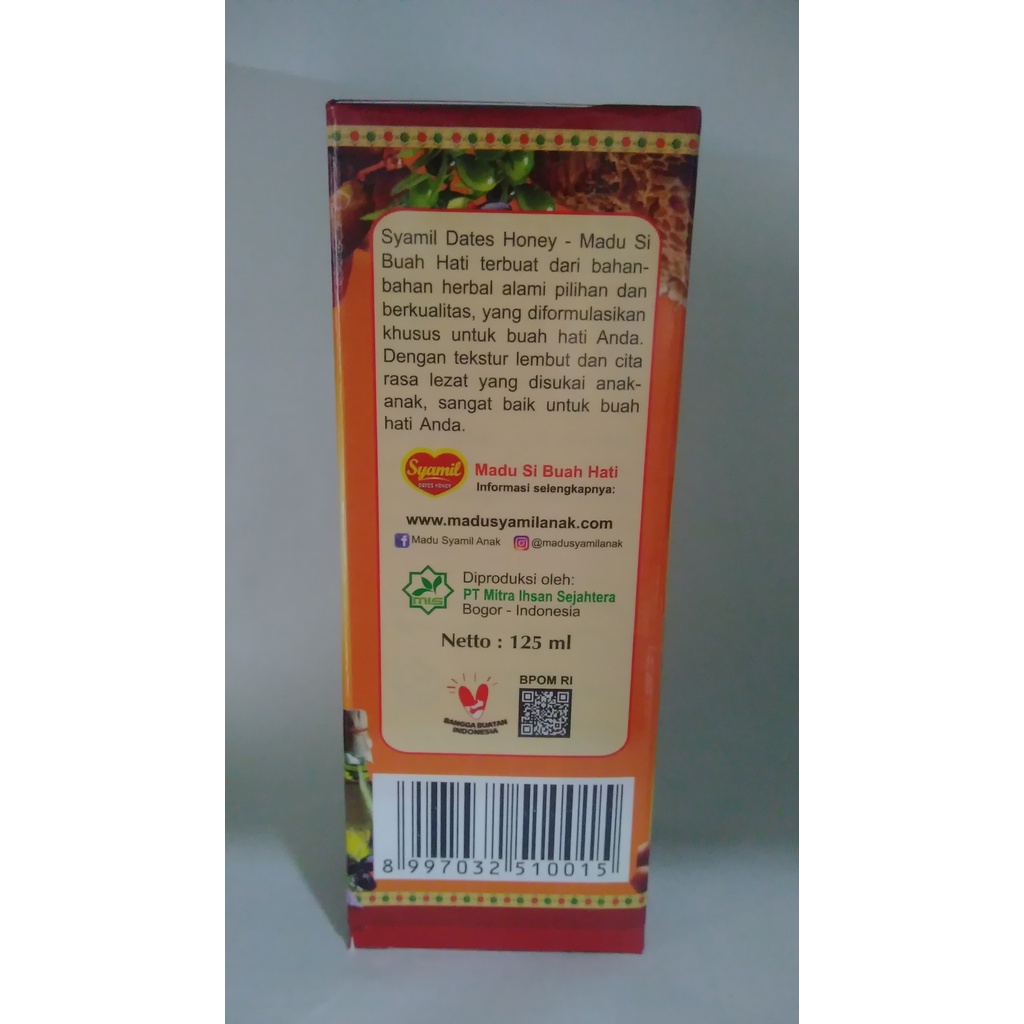 Syamil Dates Honey - Madu Si
Buah Hati terbuat dari bahan-
bahan herbal alami pilihan dan
berkualitas, yang diformulasikan
khusus untuk buah hati Anda.
Dengan tekstur lembut dan cita
rasa lezat yang disukai anak-
anak, sangat baik untuk buah
hati Anda.
Syamil
DATES HONEY
Madu Si Buah Hati
Informasi selengkapnya:
www.madusyamilanak.com
Madu Syamil Anak @madusyamilanak
MIS
Diproduksi oleh:
PT Mitra Ihsan Sejahtera
Bogor - Indonesia
Netto : 125 ml
BANGGA BUATAN
INDONESIA
BPOM RI
8 997032 510015